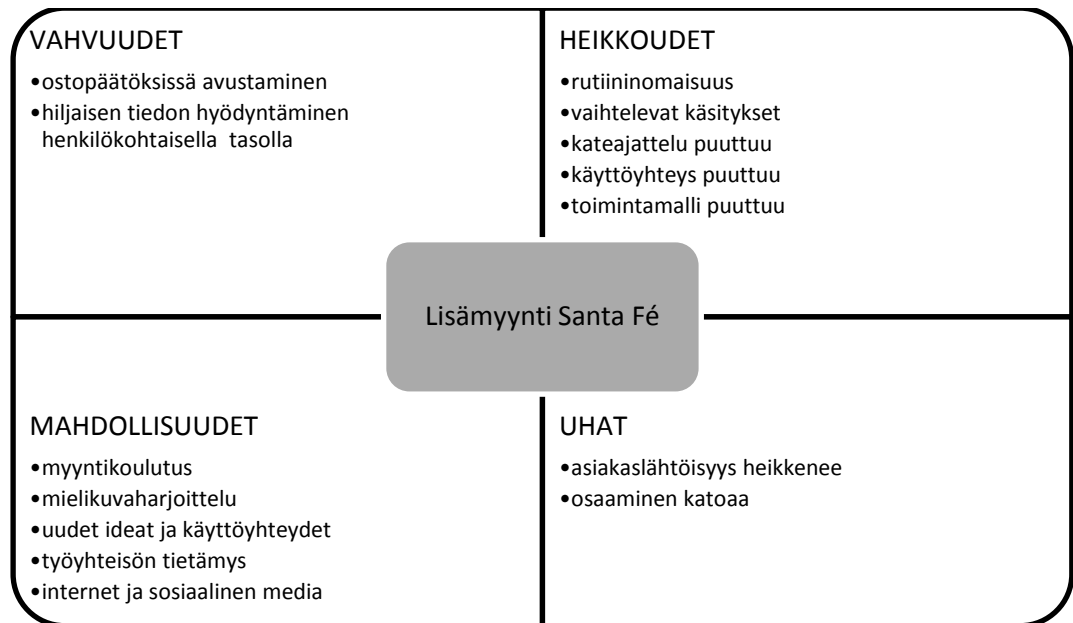 VAHVUUDET
•ostopäätöksissä avustaminen
•hiljaisen tiedon hyödyntäminen
henkilökohtaisella tasolla
HEIKKOUDET
•rutiininomaisuus
•vaihtelevat käsitykset
•kateajattelu puuttuu
•käyttöyhteys puuttuu
•toimintamalli puuttuu
Lisämyynti Santa Fé
MAHDOLLISUUDET
•myyntikoulutus
•mielikuvaharjoittelu
•uudet ideat ja käyttöyhteydet
•työyhteisön tietämys
•internet ja sosiaalinen media
UHAT
•asiakaslähtöisyys heikkenee
•osaaminen katoaa